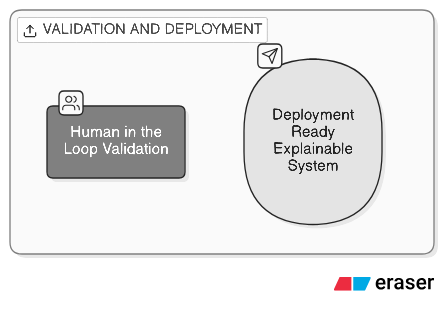 VALIDATION AND DEPLOYMENT
Human in the
Loop Validation
Deployment
Ready
Explainable
System
eraser